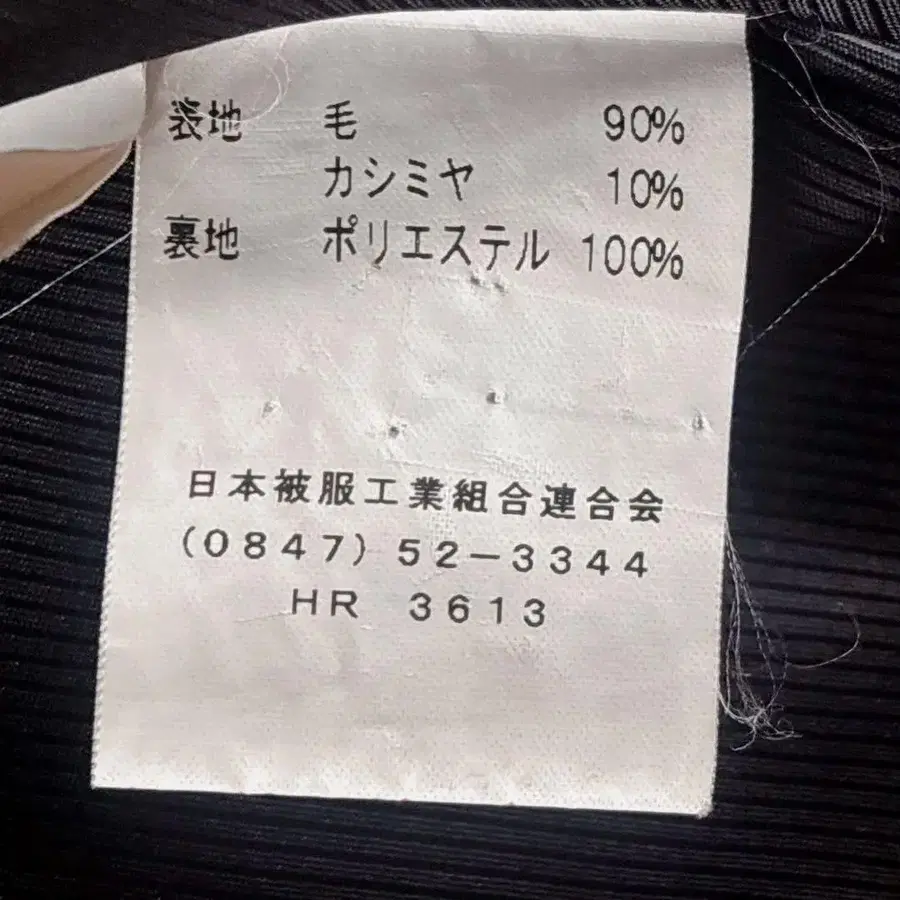 表地 毛 90%
カシミヤ 10%
裏地 ポリエステル 100%
日本被服工業組合連合会
(0847) 52-3344
HR 3613